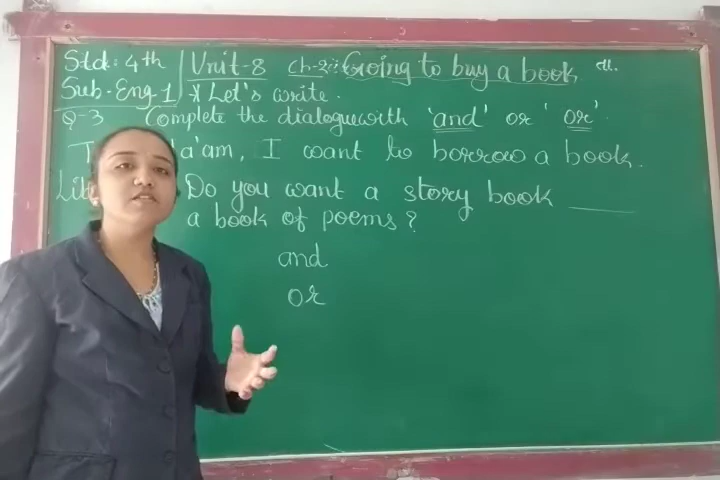 Std: 4th Unit-8 ch-2:: Going to buy a book.
Sub-Eng-1 * Let's write.
Q-3 Complete the dialogue with 'and' or 'or'.
a'am, I want to borrow a book.
Do you want a story book ____
a book of poems?
and
or